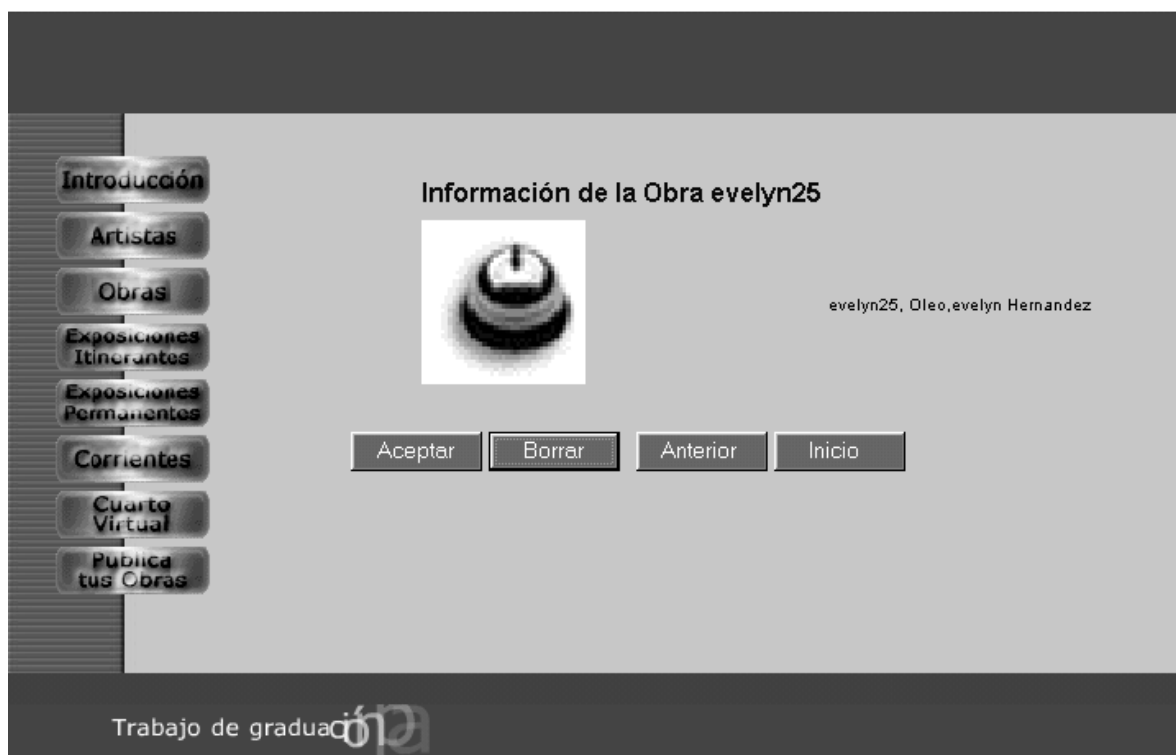 Introducción
Artistas
Obras
Exposiciones
Itinerantes
Exposiciones
Permanentes
Corrientes
Cuarto
Virtual
Publica
tus Obras
Información de la Obra evelyn25
evelyn25, Oleo,evelyn Hernandez
Aceptar Borrar Anterior Inicio
Trabajo de graduación